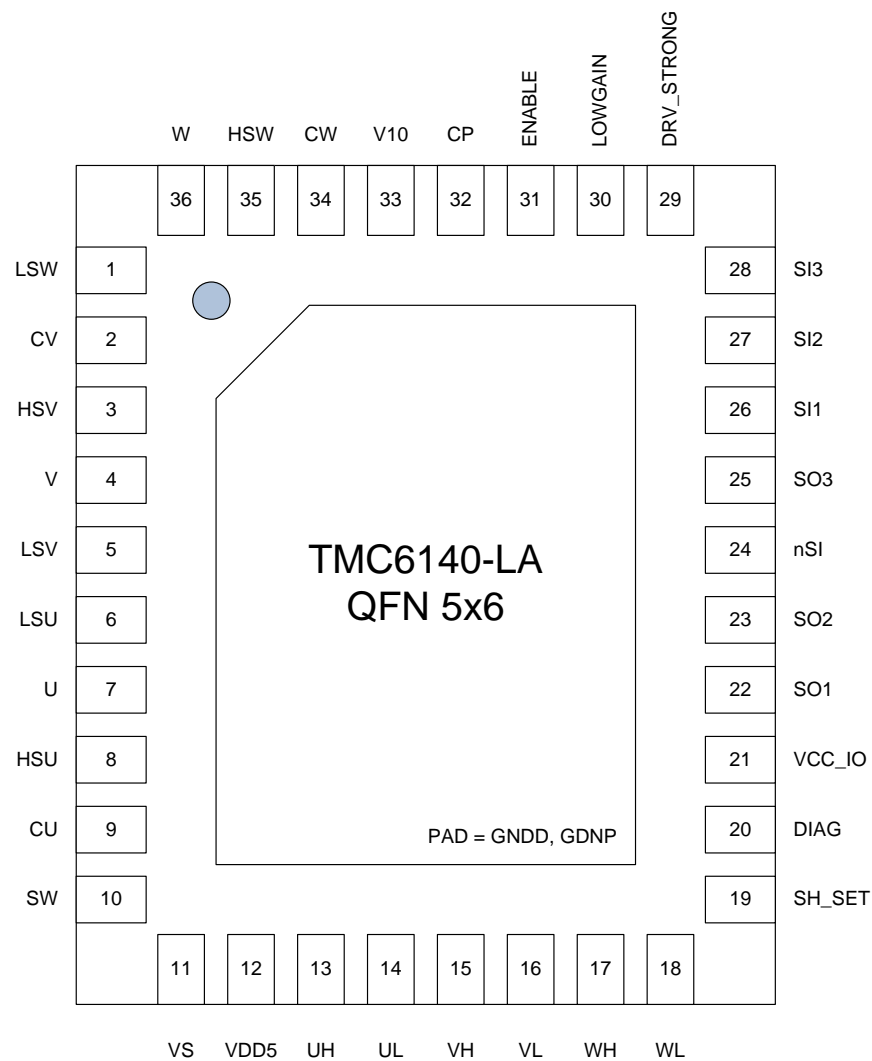 ENABLE
LOWGAIN
DRV_STRONG
W HSW CW V10 CP
36 35 34 33 32 31 30 29
LSW 1 28 SI3
CV 2 27 SI2
HSV 3 26 SI1
V 4 25 SO3
LSV 5 24 nSI
LSU 6 23 SO2
U 7 22 SO1
HSU 8 21 VCC_IO
CU 9 20 DIAG
SW 10 19 SH_SET
TMC6140-LA
QFN 5x6
PAD = GNDD, GDNP
11 12 13 14 15 16 17 18
VS VDD5 UH UL VH VL WH WL